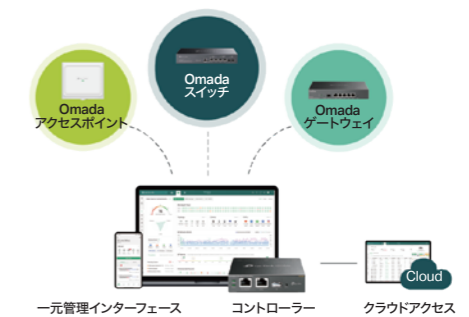 Omada
スイッチ
Omada
アクセスポイント
Omada
ゲートウェイ
Cloud
一元管理インターフェース
コントローラー
クラウドアクセス